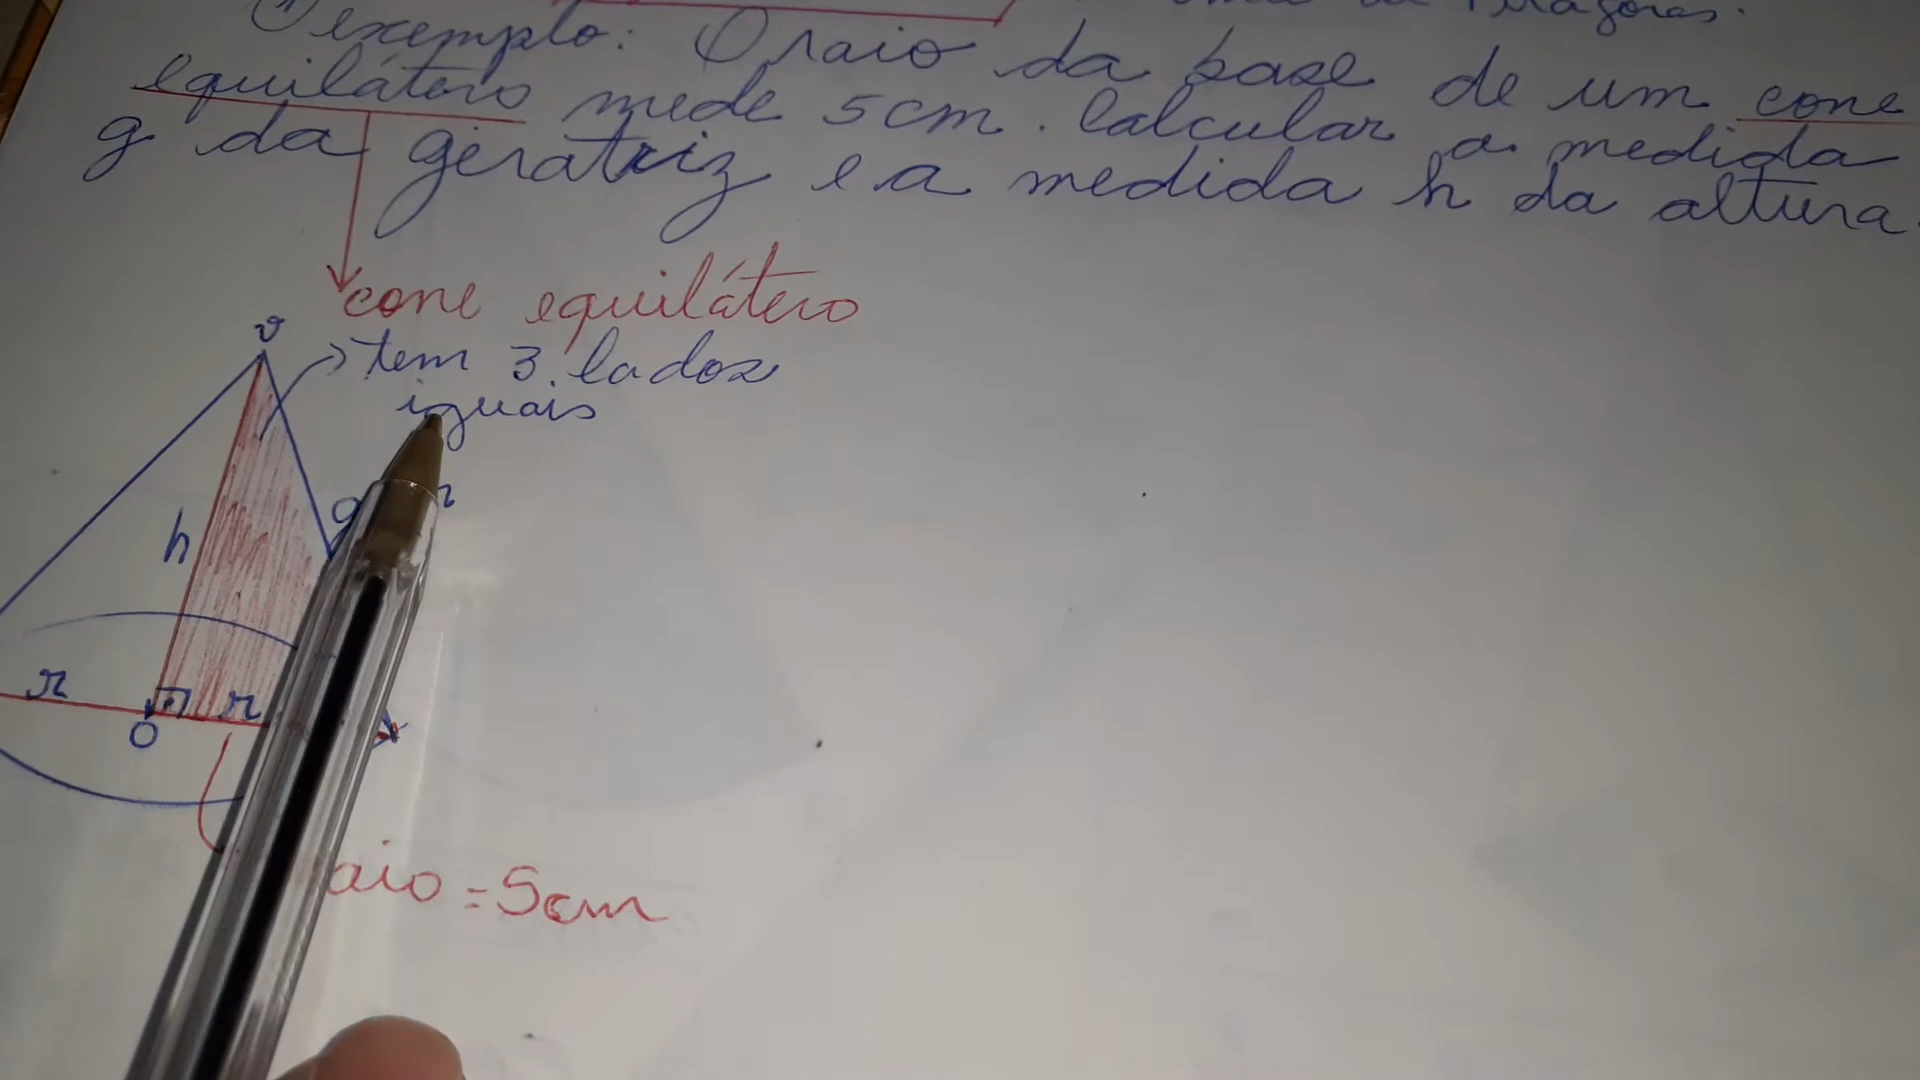 exemplo: O raio da base de um cone
equilátero mede 5cm. Calcular a medida
g da geratriz e a medida h da altura.
cone equilátero
tem 3 lados
iguais
v
h
g
r
O
r
raio = 5cm